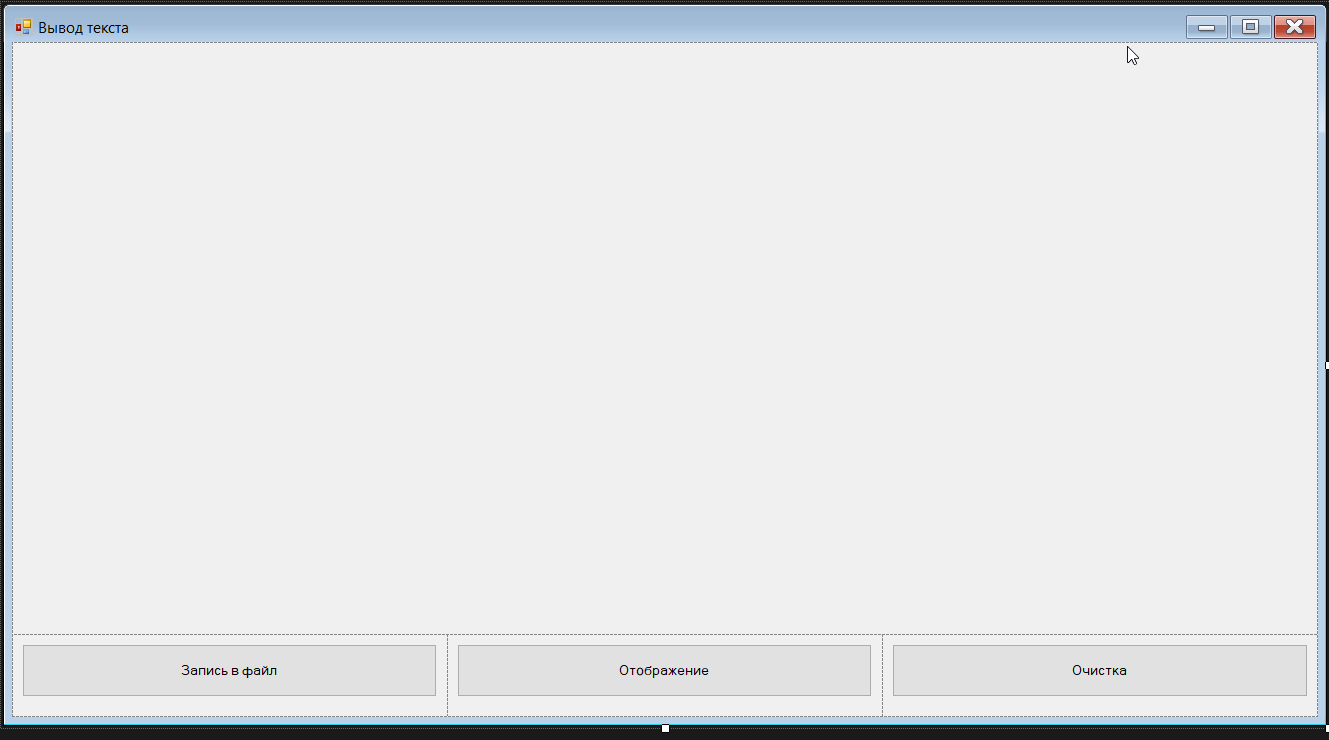 Вывод текста
Запись в файл
Отображение
Очистка